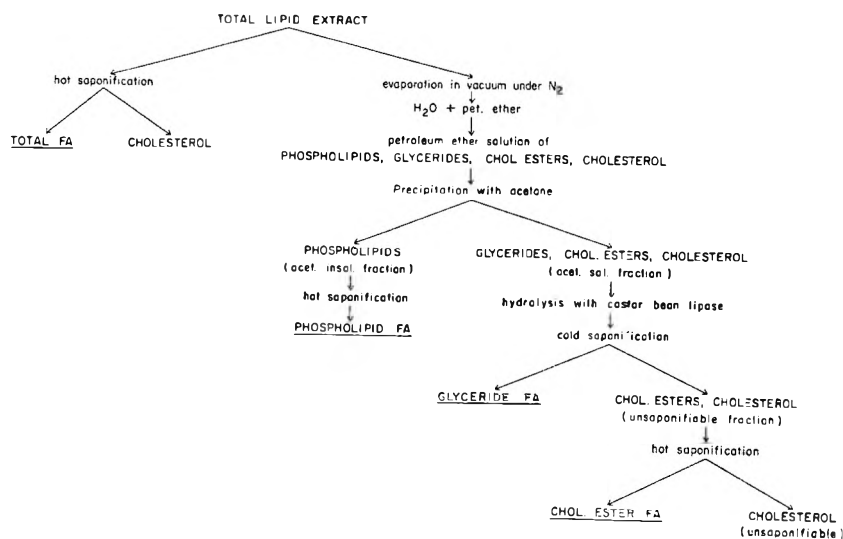 TOTAL LIPID EXTRACT
hot saponification
TOTAL FA
CHOLESTEROL
evaporation in vacuum under N2
H2O + pet. ether
petroleum ether solution of
PHOSPHOLIPIDS, GLYCERIDES, CHOL ESTERS, CHOLESTEROL
Precipitation with acetone
PHOSPHOLIPIDS
(acet. insol. fraction)
hot saponification
PHOSPHOLIPID FA
GLYCERIDES, CHOL. ESTERS, CHOLESTEROL
(acet. sol. fraction)
hydrolysis with castor bean lipase
cold saponification
GLYCERIDE FA
CHOL. ESTERS, CHOLESTEROL
(unsaponifiable fraction)
hot saponification
CHOL. ESTER FA
CHOLESTEROL
(unsaponifiable)